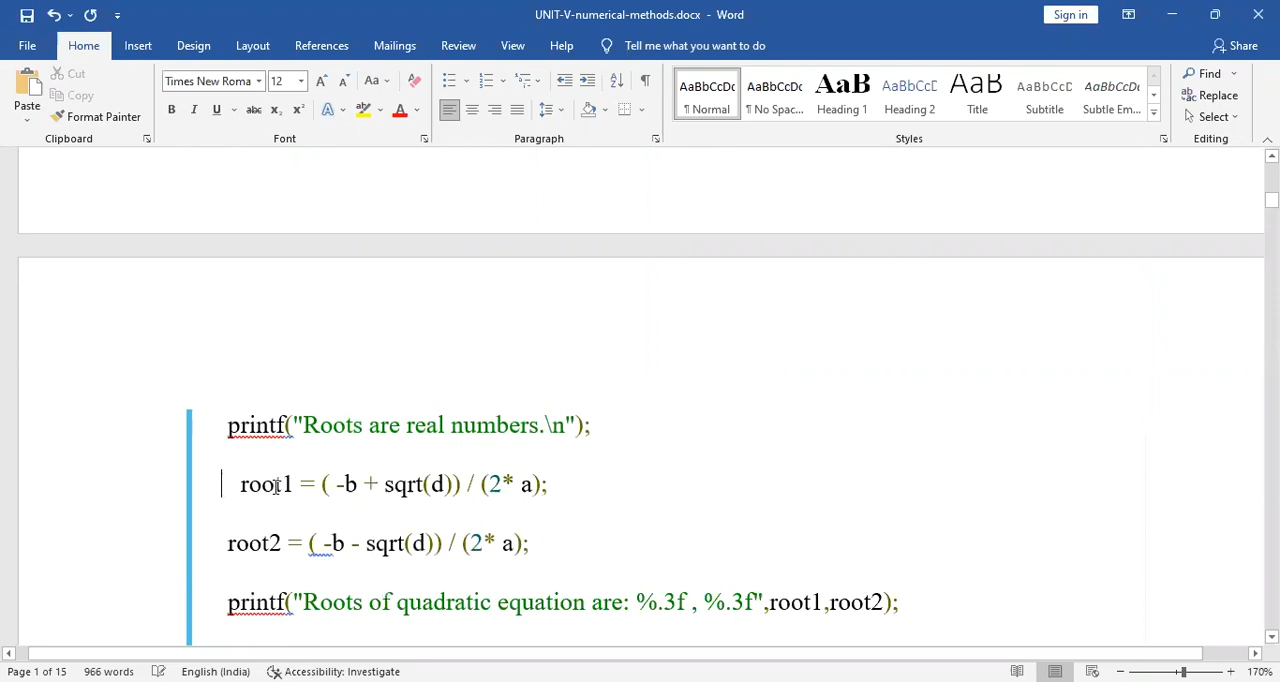 UNIT-V-numerical-methods.docx - Word
Sign in
File Home Insert Design Layout References Mailings Review View Help Tell me what you want to do Share
Paste
Cut
Copy
Format Painter
Clipboard
Times New Roma 12
Font
Paragraph
AaBbCcDc AaBbCcDc AaB AaBbCcD AaB AaBbCcD AaBbCcDc
¶ Normal ¶ No Spac... Heading 1 Heading 2 Title Subtitle Subtle Em...
Styles
Find
Replace
Select
Editing
printf("Roots are real numbers.\n");
root1 = ( -b + sqrt(d)) / (2* a);
root2 = ( -b - sqrt(d)) / (2* a);
printf("Roots of quadratic equation are: %.3f , %.3f",root1,root2);
Page 1 of 15 966 words English (India) Accessibility: Investigate 170%